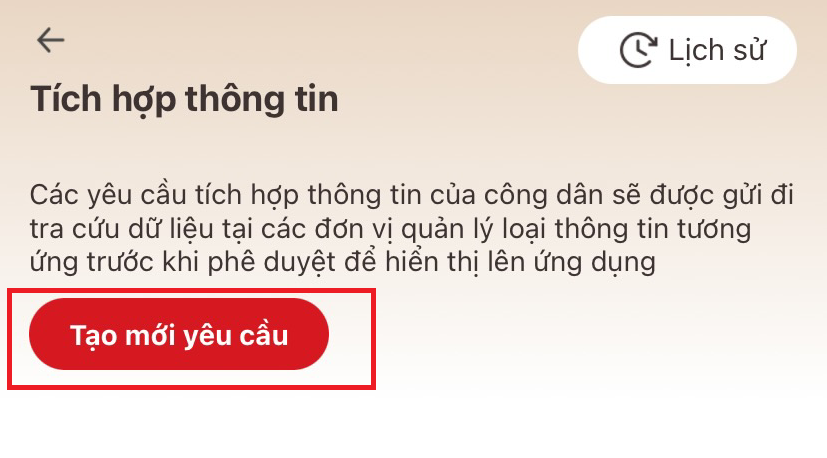 Lịch sử
Tích hợp thông tin
Các yêu cầu tích hợp thông tin của công dân sẽ được gửi đi
tra cứu dữ liệu tại các đơn vị quản lý loại thông tin tương
ứng trước khi phê duyệt để hiển thị lên ứng dụng
Tạo mới yêu cầu